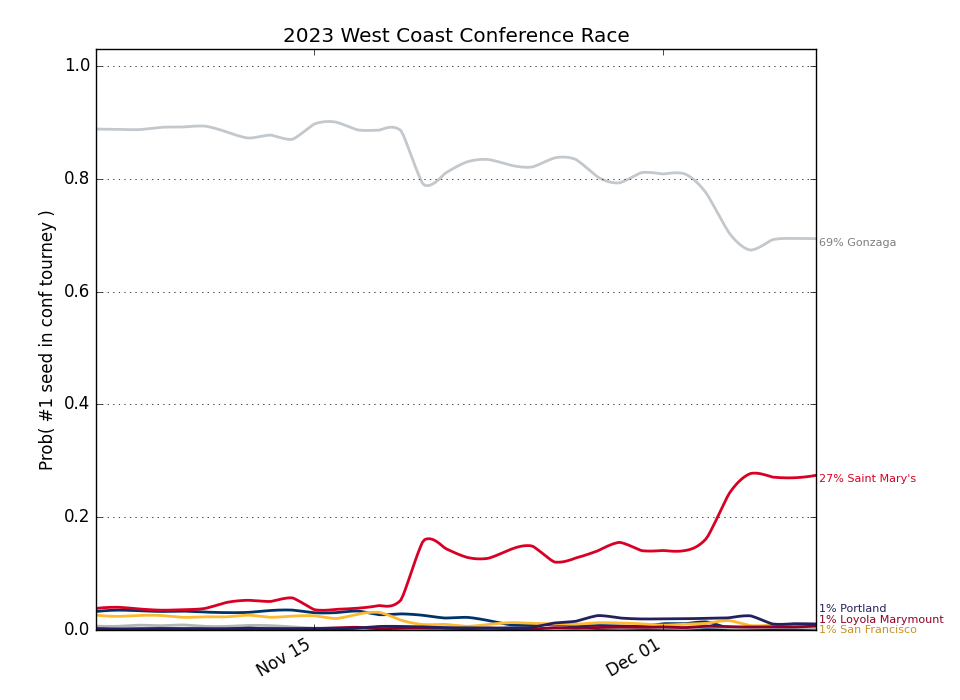 2023 West Coast Conference Race
Prob( #1 seed in conf tourney )
1.0
0.8
0.6
0.4
0.2
0.0
Nov 15
Dec 01
69% Gonzaga
27% Saint Mary's
1% Portland
1% Loyola Marymount
1% San Francisco